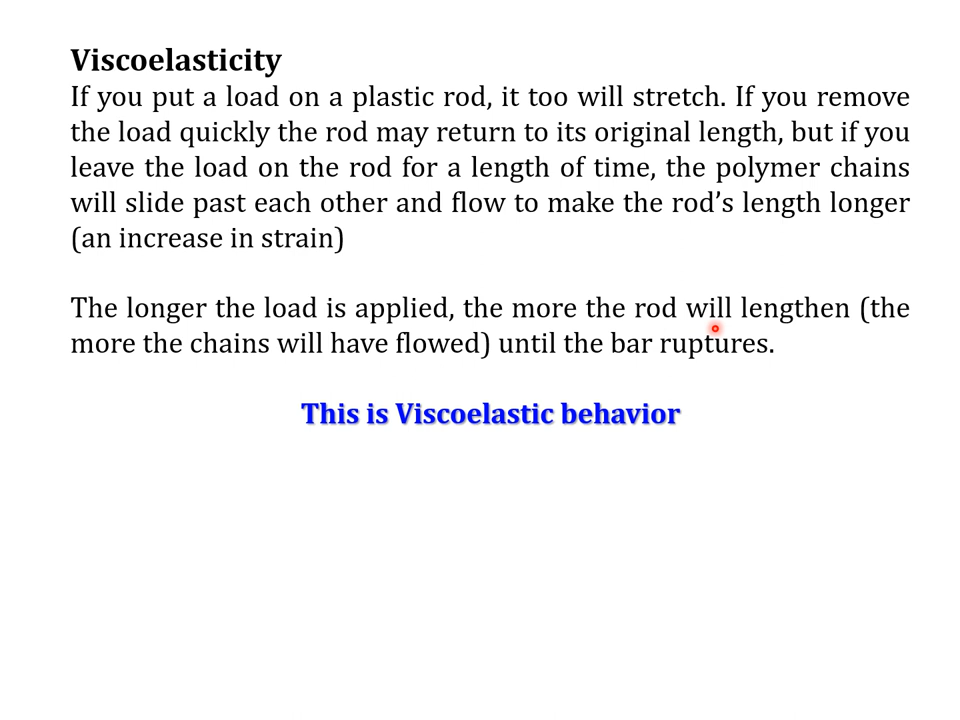 Viscoelasticity
If you put a load on a plastic rod, it too will stretch. If you remove
the load quickly the rod may return to its original length, but if you
leave the load on the rod for a length of time, the polymer chains
will slide past each other and flow to make the rod’s length longer
(an increase in strain)
The longer the load is applied, the more the rod will lengthen (the
more the chains will have flowed) until the bar ruptures.
This is Viscoelastic behavior